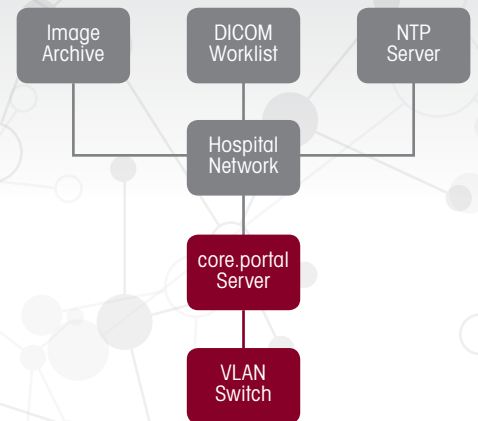 Image
Archive
DICOM
Worklist
NTP
Server
Hospital
Network
core.portal
Server
VLAN
Switch